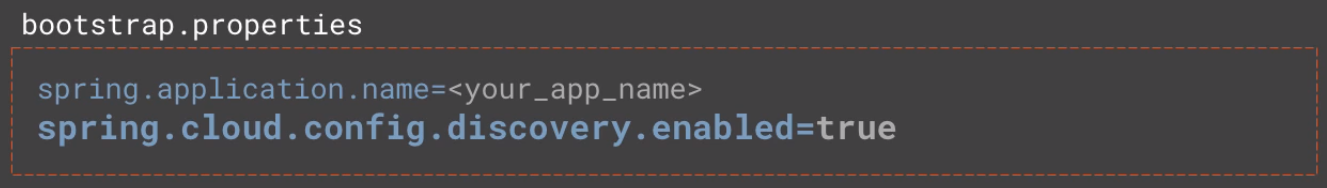 bootstrap.properties
spring.application.name=<your_app_name>
spring.cloud.config.discovery.enabled=true